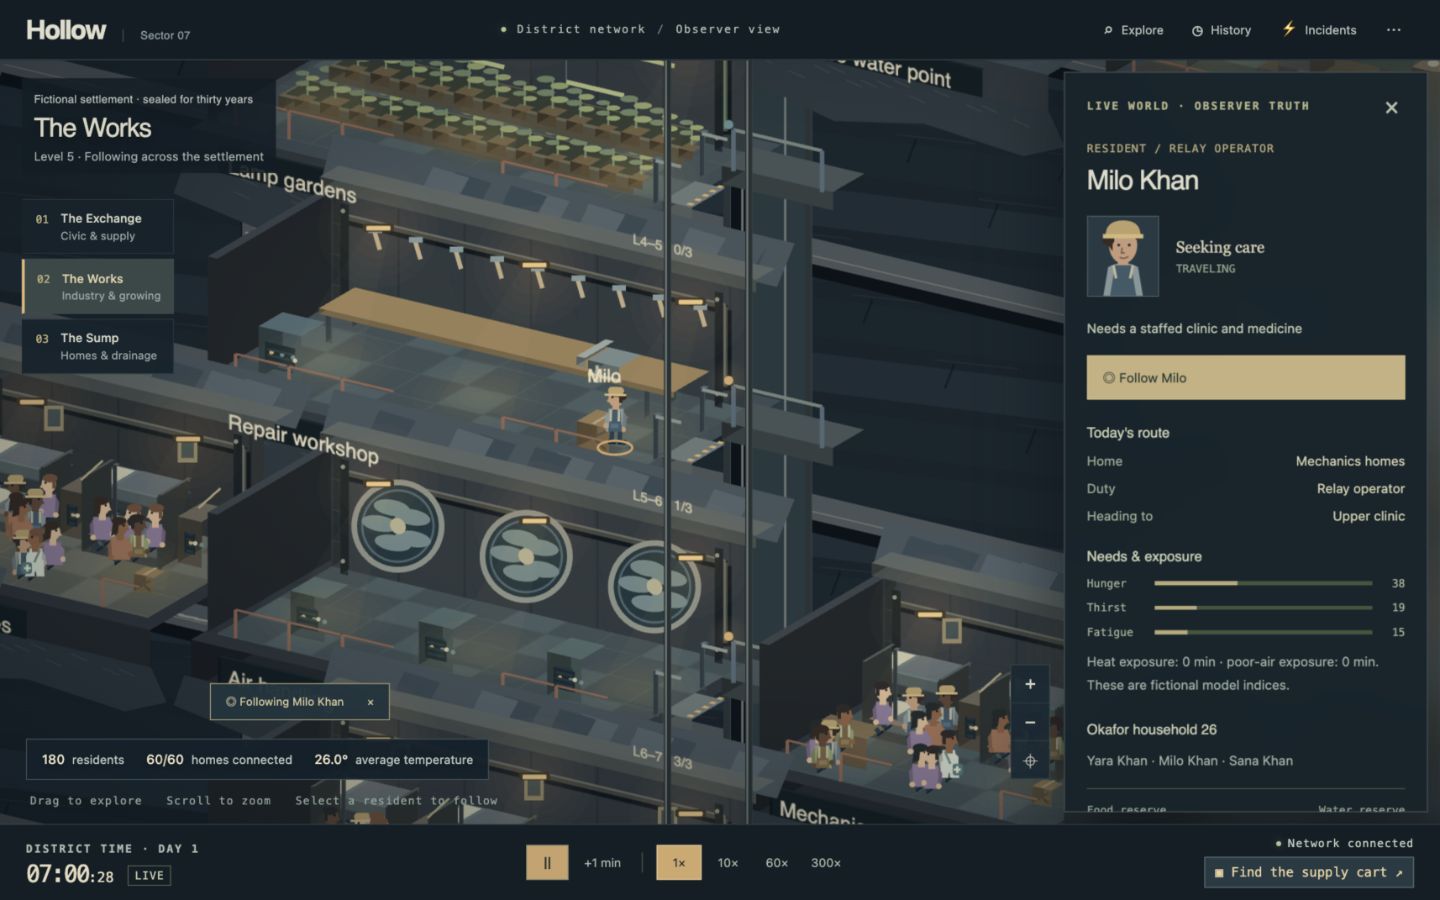 Hollow
Sector 07
District network / Observer view
Explore
History
Incidents
Fictional settlement · sealed for thirty years
The Works
Level 5 · Following across the settlement
01 The Exchange
Civic & supply
02 The Works
Industry & growing
03 The Sump
Homes & drainage
water point
Lamp gardens
L4–5 0/3
Milo
Repair workshop
L5–6 1/3
Air
L6–7 3/3
Following Milo Khan ×
180 residents 60/60 homes connected 26.0° average temperature
Drag to explore Scroll to zoom Select a resident to follow
+
−
LIVE WORLD · OBSERVER TRUTH
RESIDENT / RELAY OPERATOR
Milo Khan
Seeking care
TRAVELING
Needs a staffed clinic and medicine
◎ Follow Milo
Today's route
Home Mechanics homes
Duty Relay operator
Heading to Upper clinic
Needs & exposure
Hunger 38
Thirst 19
Fatigue 15
Heat exposure: 0 min · poor-air exposure: 0 min.
These are fictional model indices.
Okafor household 26
Yara Khan · Milo Khan · Sana Khan
Food reserve Water reserve
DISTRICT TIME · DAY 1
07:00:28 LIVE
+1 min 1× 10× 60× 300×
Network connected
Find the supply cart ↗